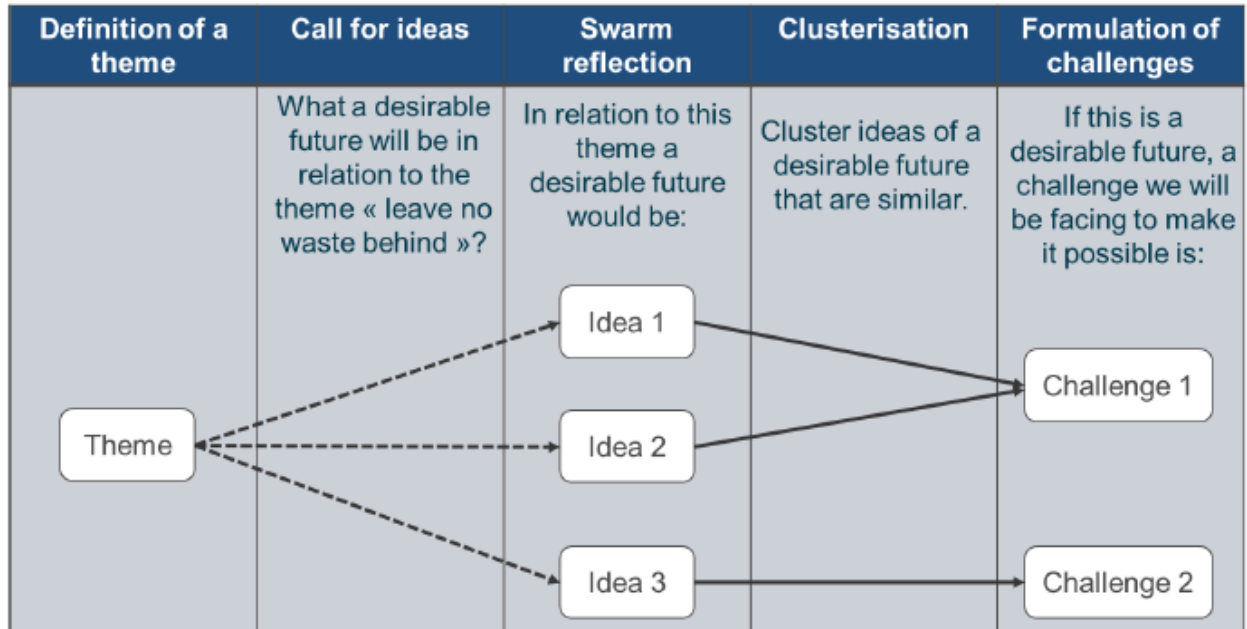 Definition of a
theme
Call for ideas
Swarm
reflection
Clusterisation
Formulation of
challenges
What a desirable
future will be in
relation to the
theme « leave no
waste behind »?
In relation to this
theme a
desirable future
would be:
Cluster ideas of a
desirable future
that are similar.
If this is a
desirable future, a
challenge we will
be facing to make
it possible is:
Theme
Idea 1
Idea 2
Idea 3
Challenge 1
Challenge 2